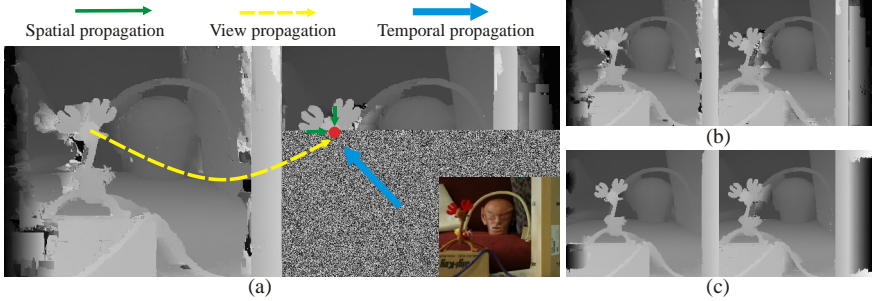 Spatial propagation
View propagation
Temporal propagation
(a)
(b)
(c)